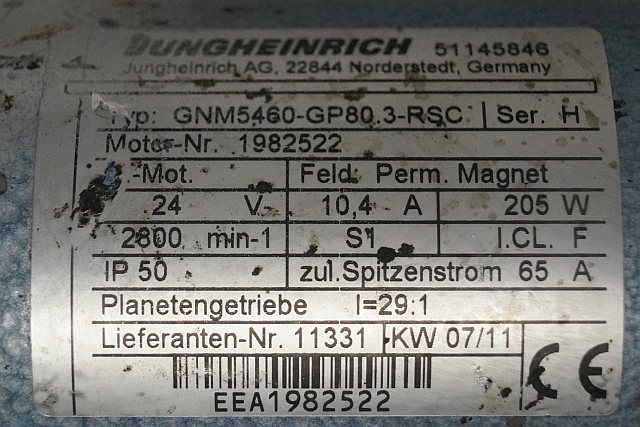 JUNGHEINRICH 51145846
Jungheinrich AG, 22844 Norderstedt, Germany
Typ: GNM5460-GP80.3-RSC Ser. H
Motor-Nr. 1982522
-Mot. Feld: Perm. Magnet
24 V- 10,4 A 205 W
2800 min-1 S1 I.CL. F
IP 50 zul.Spitzenstrom 65 A
Planetengetriebe I=29:1
Lieferanten-Nr. 11331 KW 07/11
EEA1982522
CE